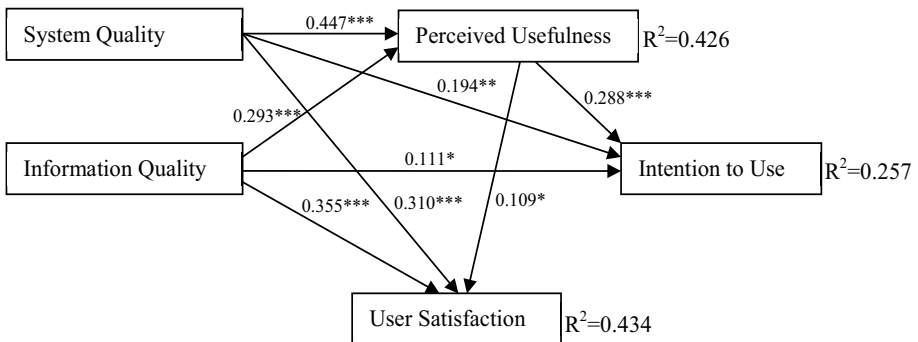 0.447***
System Quality
Perceived Usefulness
R²=0.426
0.194**
0.288***
0.293***
Information Quality
0.111*
Intention to Use
R²=0.257
0.355***
0.310***
0.109*
User Satisfaction
R²=0.434